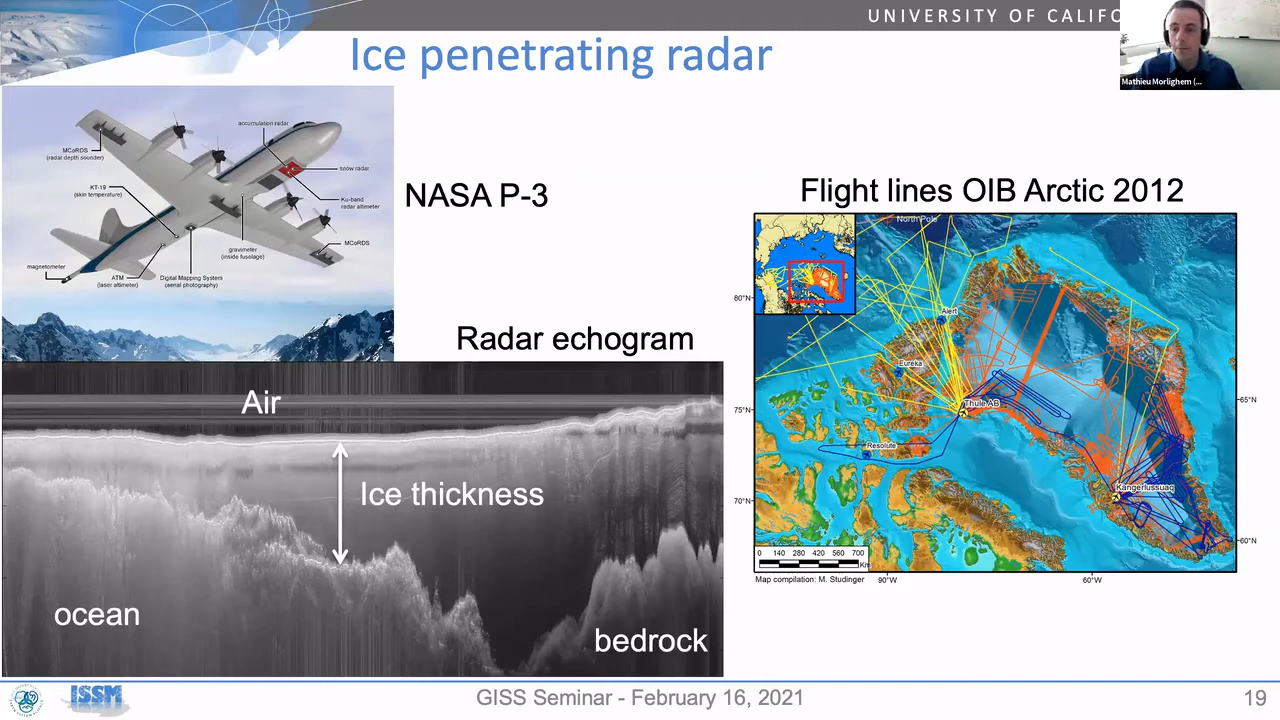 UNIVERSITY OF CALIFO
Ice penetrating radar
Mathieu Morlighem (...
accumulation radar
MCoRDS
(radar depth sounder)
snow radar
KT-19
(skin temperature)
Ku-band
radar altimeter
gravimeter
(inside fuselage)
MCoRDS
magnetometer
ATM
(laser altimeter)
Digital Mapping System
(aerial photography)
NASA P-3
Flight lines OIB Arctic 2012
North Pole
80°N
Alert
Eureka
75°N
Thule AB
65°N
Resolute
70°N
Kangerlussuaq
60°N
0 140 280 420 560 700
Km
Map compilation: M. Studinger
90°W
60°W
Radar echogram
Air
Ice thickness
ocean
bedrock
ISSM
GISS Seminar - February 16, 2021
19